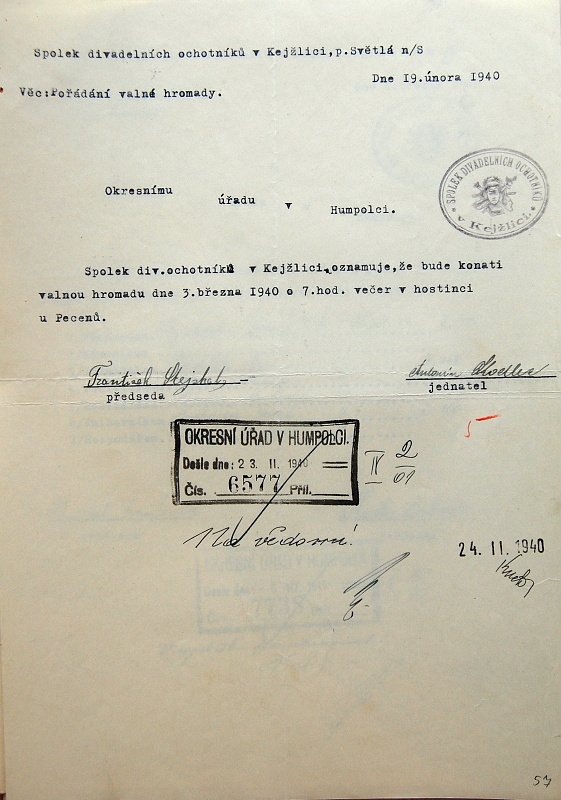 Spolek divadelních ochotníků v Kejžlici,p.Světlá n/S
Dne 19.února 1940
Věc:Pořádání valné hromady.
SPOLEK DIVADELNÍCH OCHOTNÍKŮ
v Kejžlici.
Okresnímu
úřadu
v
Humpolci.
Spolek div.ochotníků v Kejžlici oznamuje,že bude konati
valnou hromadu dne 3.března 1940 o 7.hod. večer v hostinci
u Pecenů.
František
předseda
Antonín
jednatel
5
OKRESNÍ ÚŘAD V HUMPOLCI.
Došlo dne: 23. II. 1940
Čís. 6577 Příl.
IV 2/01
Na vědomí.
24. II. 1940
57